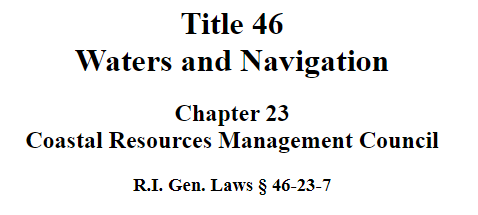 Title 46
Waters and Navigation
Chapter 23
Coastal Resources Management Council
R.I. Gen. Laws § 46-23-7